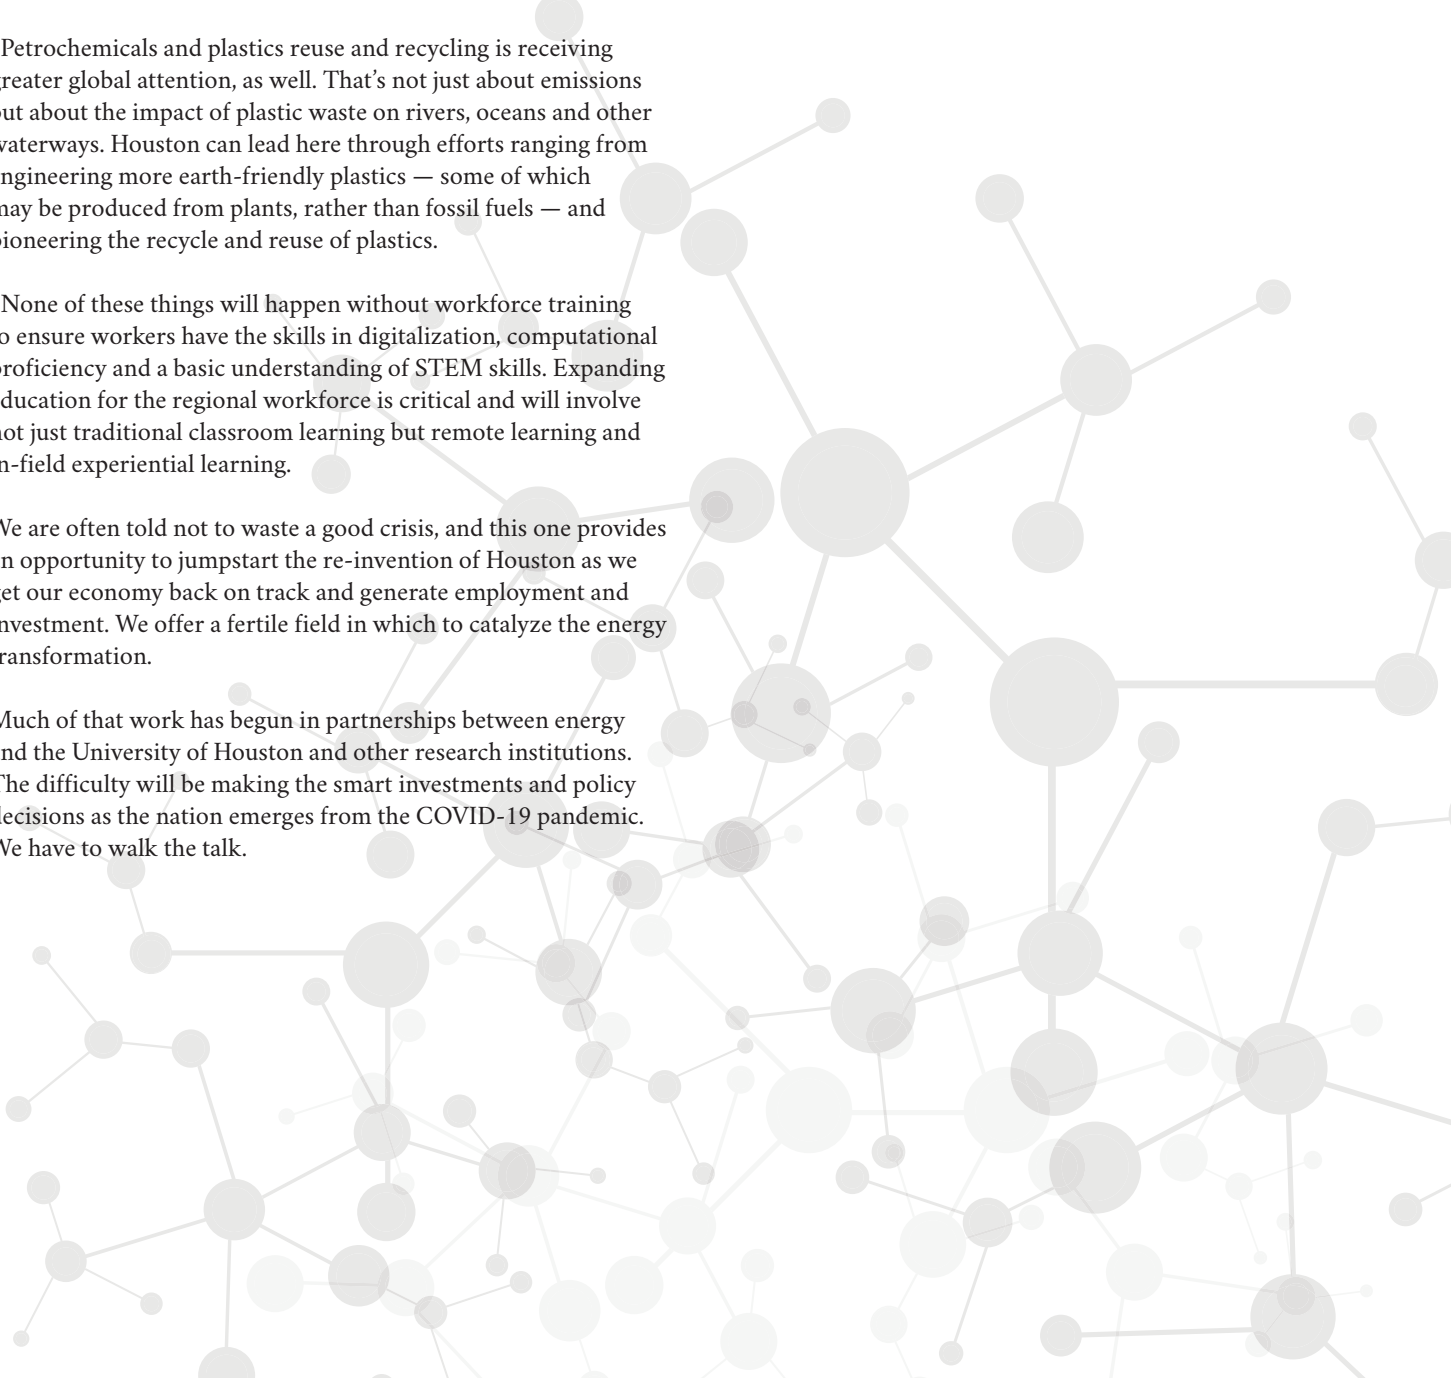 Petrochemicals and plastics reuse and recycling is receiving
greater global attention, as well. That’s not just about emissions
but about the impact of plastic waste on rivers, oceans and other
waterways. Houston can lead here through efforts ranging from
engineering more earth-friendly plastics — some of which
may be produced from plants, rather than fossil fuels — and
pioneering the recycle and reuse of plastics.
None of these things will happen without workforce training
to ensure workers have the skills in digitalization, computational
proficiency and a basic understanding of STEM skills. Expanding
education for the regional workforce is critical and will involve
not just traditional classroom learning but remote learning and
in-field experiential learning.
We are often told not to waste a good crisis, and this one provides
an opportunity to jumpstart the re-invention of Houston as we
get our economy back on track and generate employment and
investment. We offer a fertile field in which to catalyze the energy
transformation.
Much of that work has begun in partnerships between energy
and the University of Houston and other research institutions.
The difficulty will be making the smart investments and policy
decisions as the nation emerges from the COVID-19 pandemic.
We have to walk the talk.